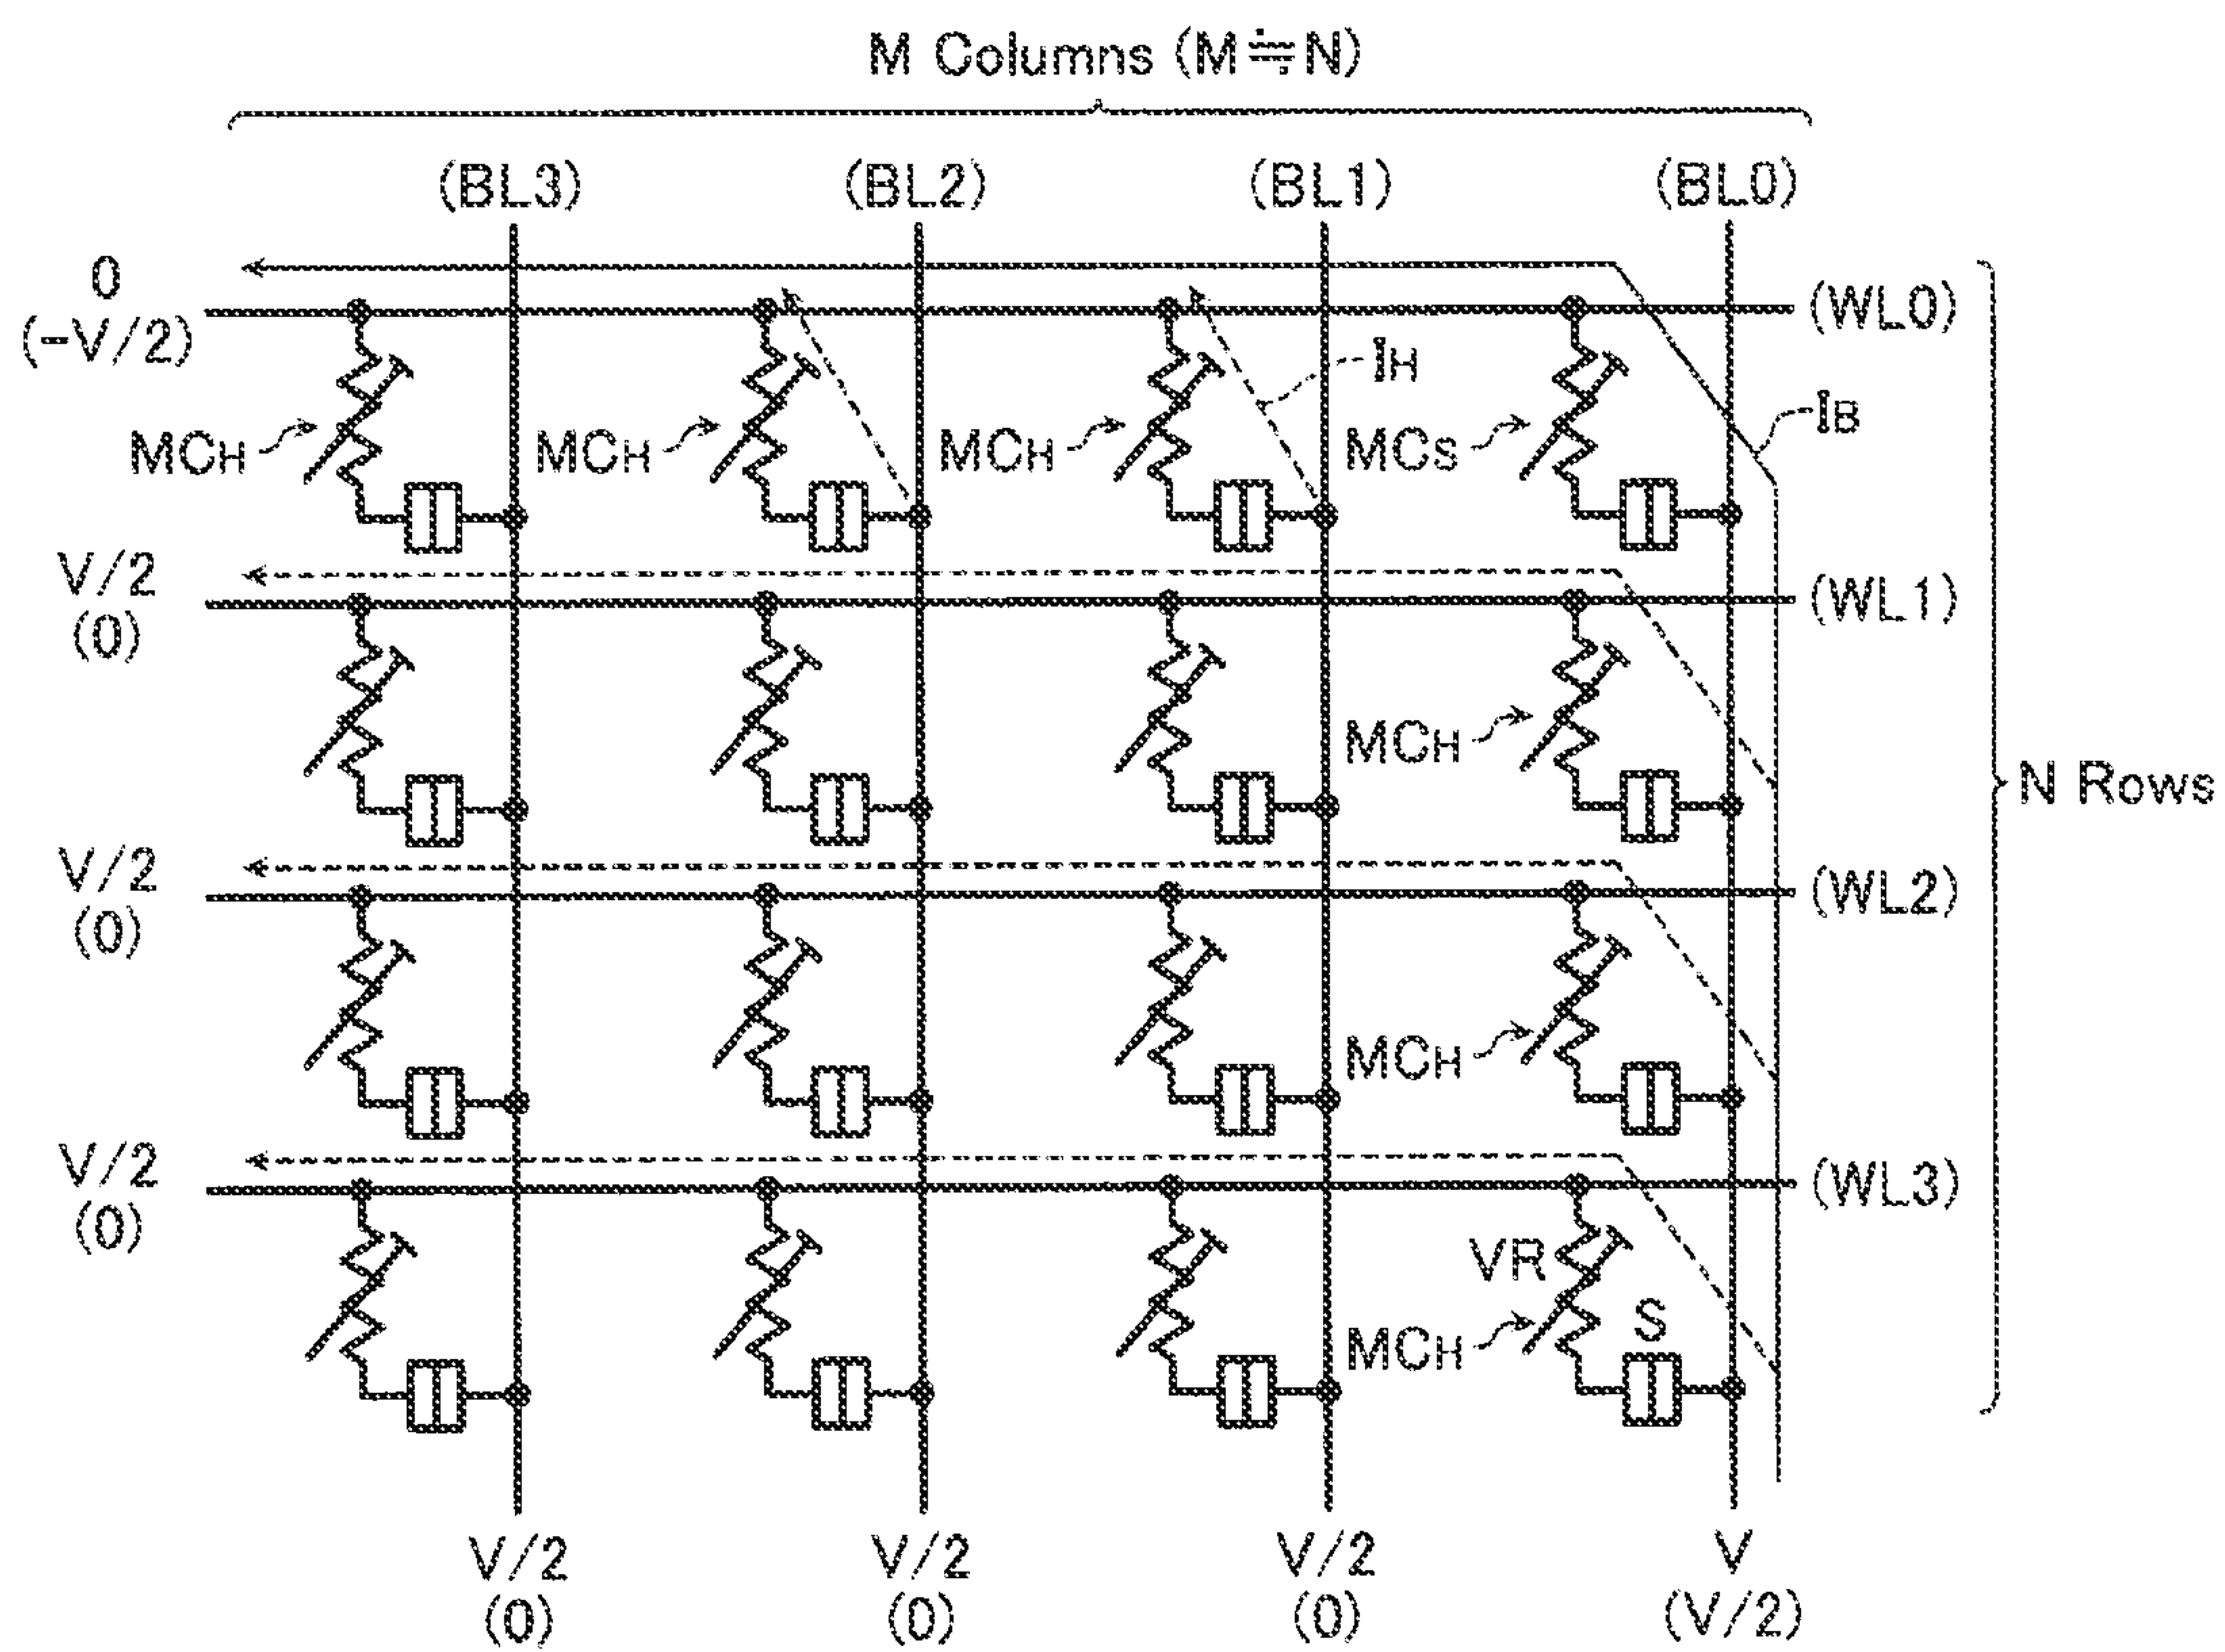 M Columns (M≒N)
(BL3) (BL2) (BL1) (BL0)
0
(-V/2)
(WL0)
IH
IB
MCH MCH MCH MCS
V/2
(0)
(WL1)
MCH
N Rows
V/2
(0)
(WL2)
MCH
V/2
(0)
(WL3)
VR
S
MCH
V/2 V/2 V/2 V
(0) (0) (0) (V/2)